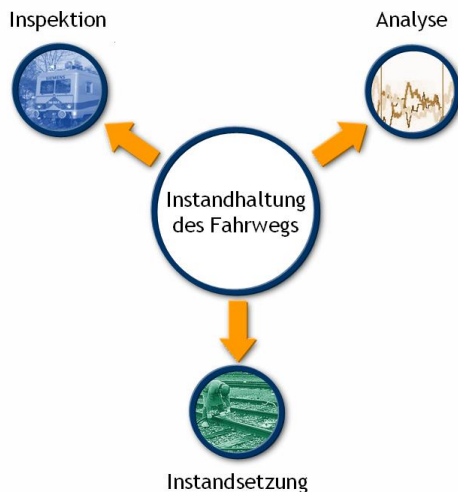 Inspektion
Analyse
Instandhaltung
des Fahrwegs
Instandsetzung